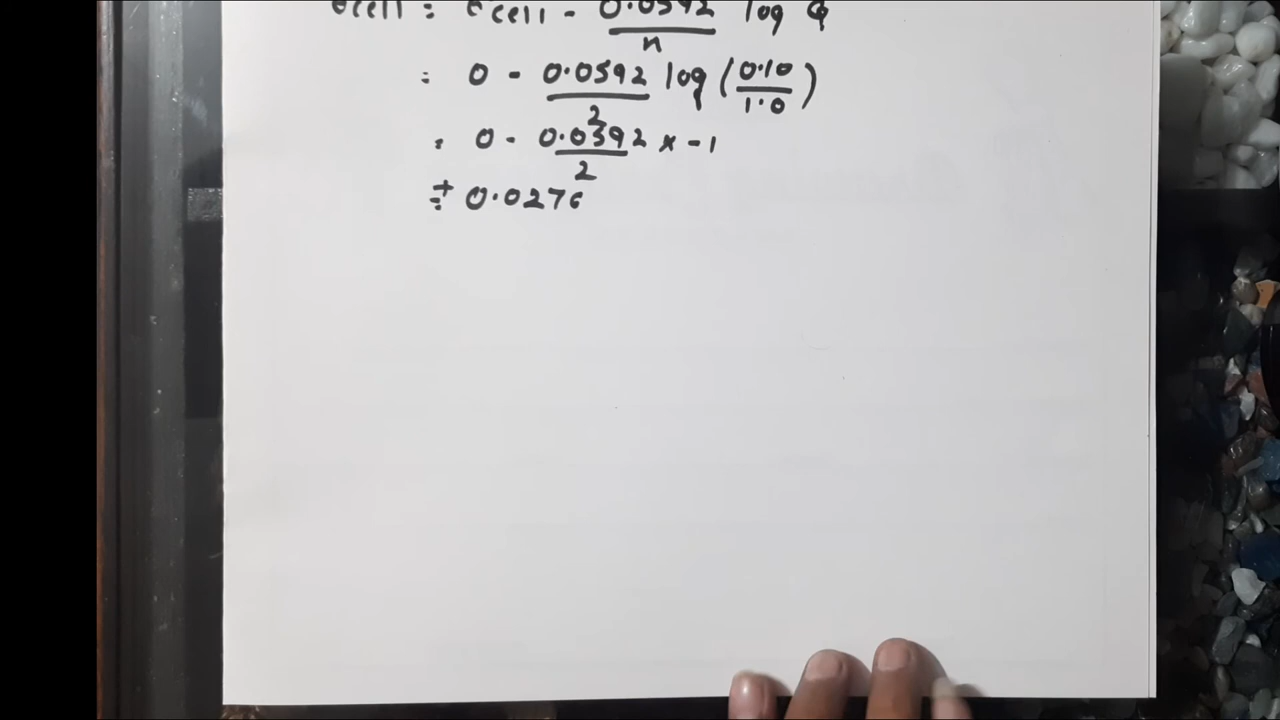 Ecell = E°cell - 0.0592/n log Q
= 0 - 0.0592/2 log (0.10/1.0)
= 0 - 0.0592/2 x -1
= + 0.0276